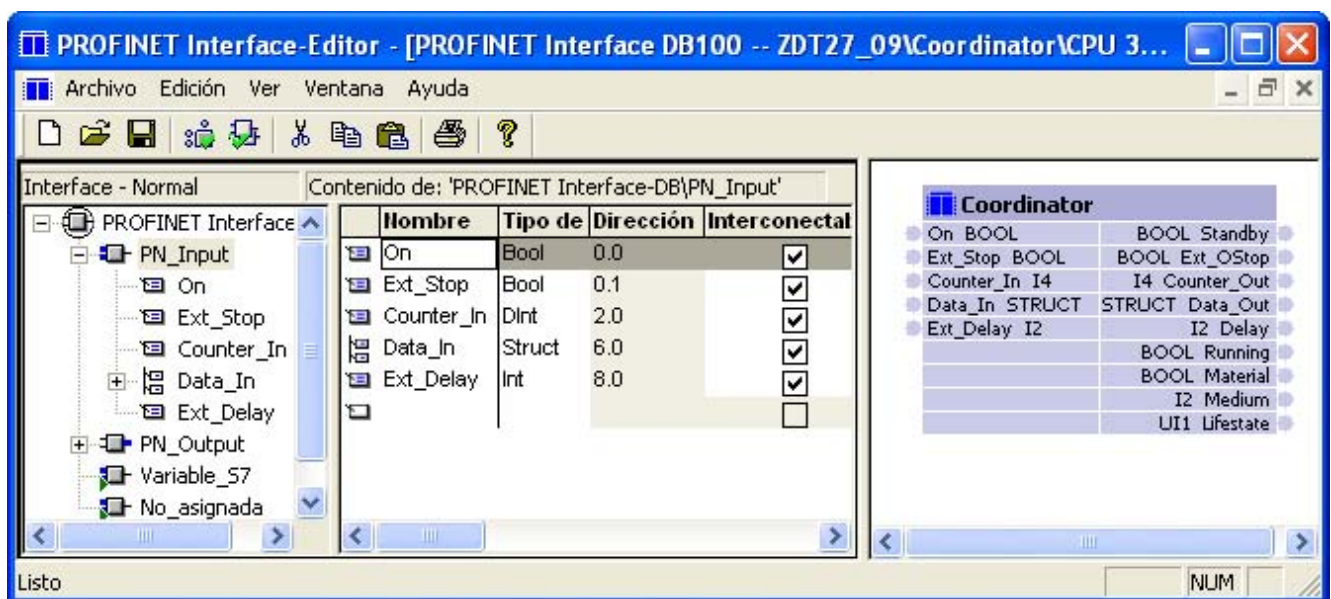 PROFINET Interface-Editor - [PROFINET Interface DB100 -- ZDT27_09\Coordinator\CPU 3...
Archivo Edición Ver Ventana Ayuda
Interface - Normal
PROFINET Interface
PN_Input
On
Ext_Stop
Counter_In
Data_In
Ext_Delay
PN_Output
Variable_S7
No_asignada
Contenido de: 'PROFINET Interface-DB\PN_Input'
Nombre Tipo de Dirección Interconectal
On Bool 0.0
Ext_Stop Bool 0.1
Counter_In DInt 2.0
Data_In Struct 6.0
Ext_Delay Int 8.0
Coordinator
On BOOL BOOL Standby
Ext_Stop BOOL BOOL Ext_OStop
Counter_In I4 I4 Counter_Out
Data_In STRUCT STRUCT Data_Out
Ext_Delay I2 I2 Delay
BOOL Running
BOOL Material
I2 Medium
UI1 Lifestate
Listo NUM